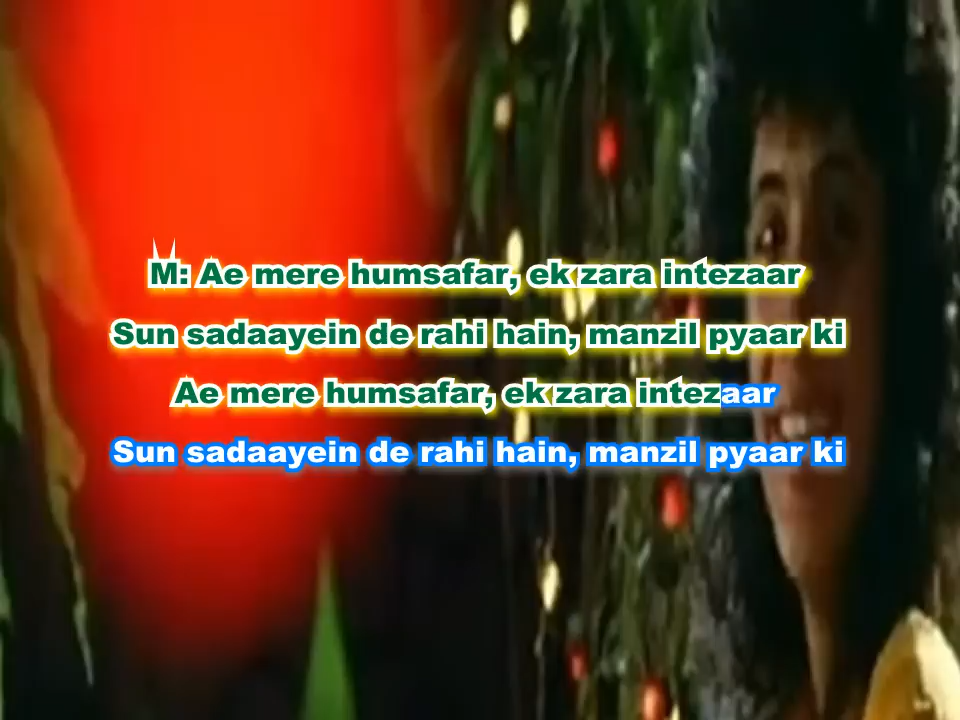 M: Ae mere humsafar, ek zara intezaar
Sun sadaayein de rahi hain, manzil pyaar ki
Ae mere humsafar, ek zara intezaar
Sun sadaayein de rahi hain, manzil pyaar ki